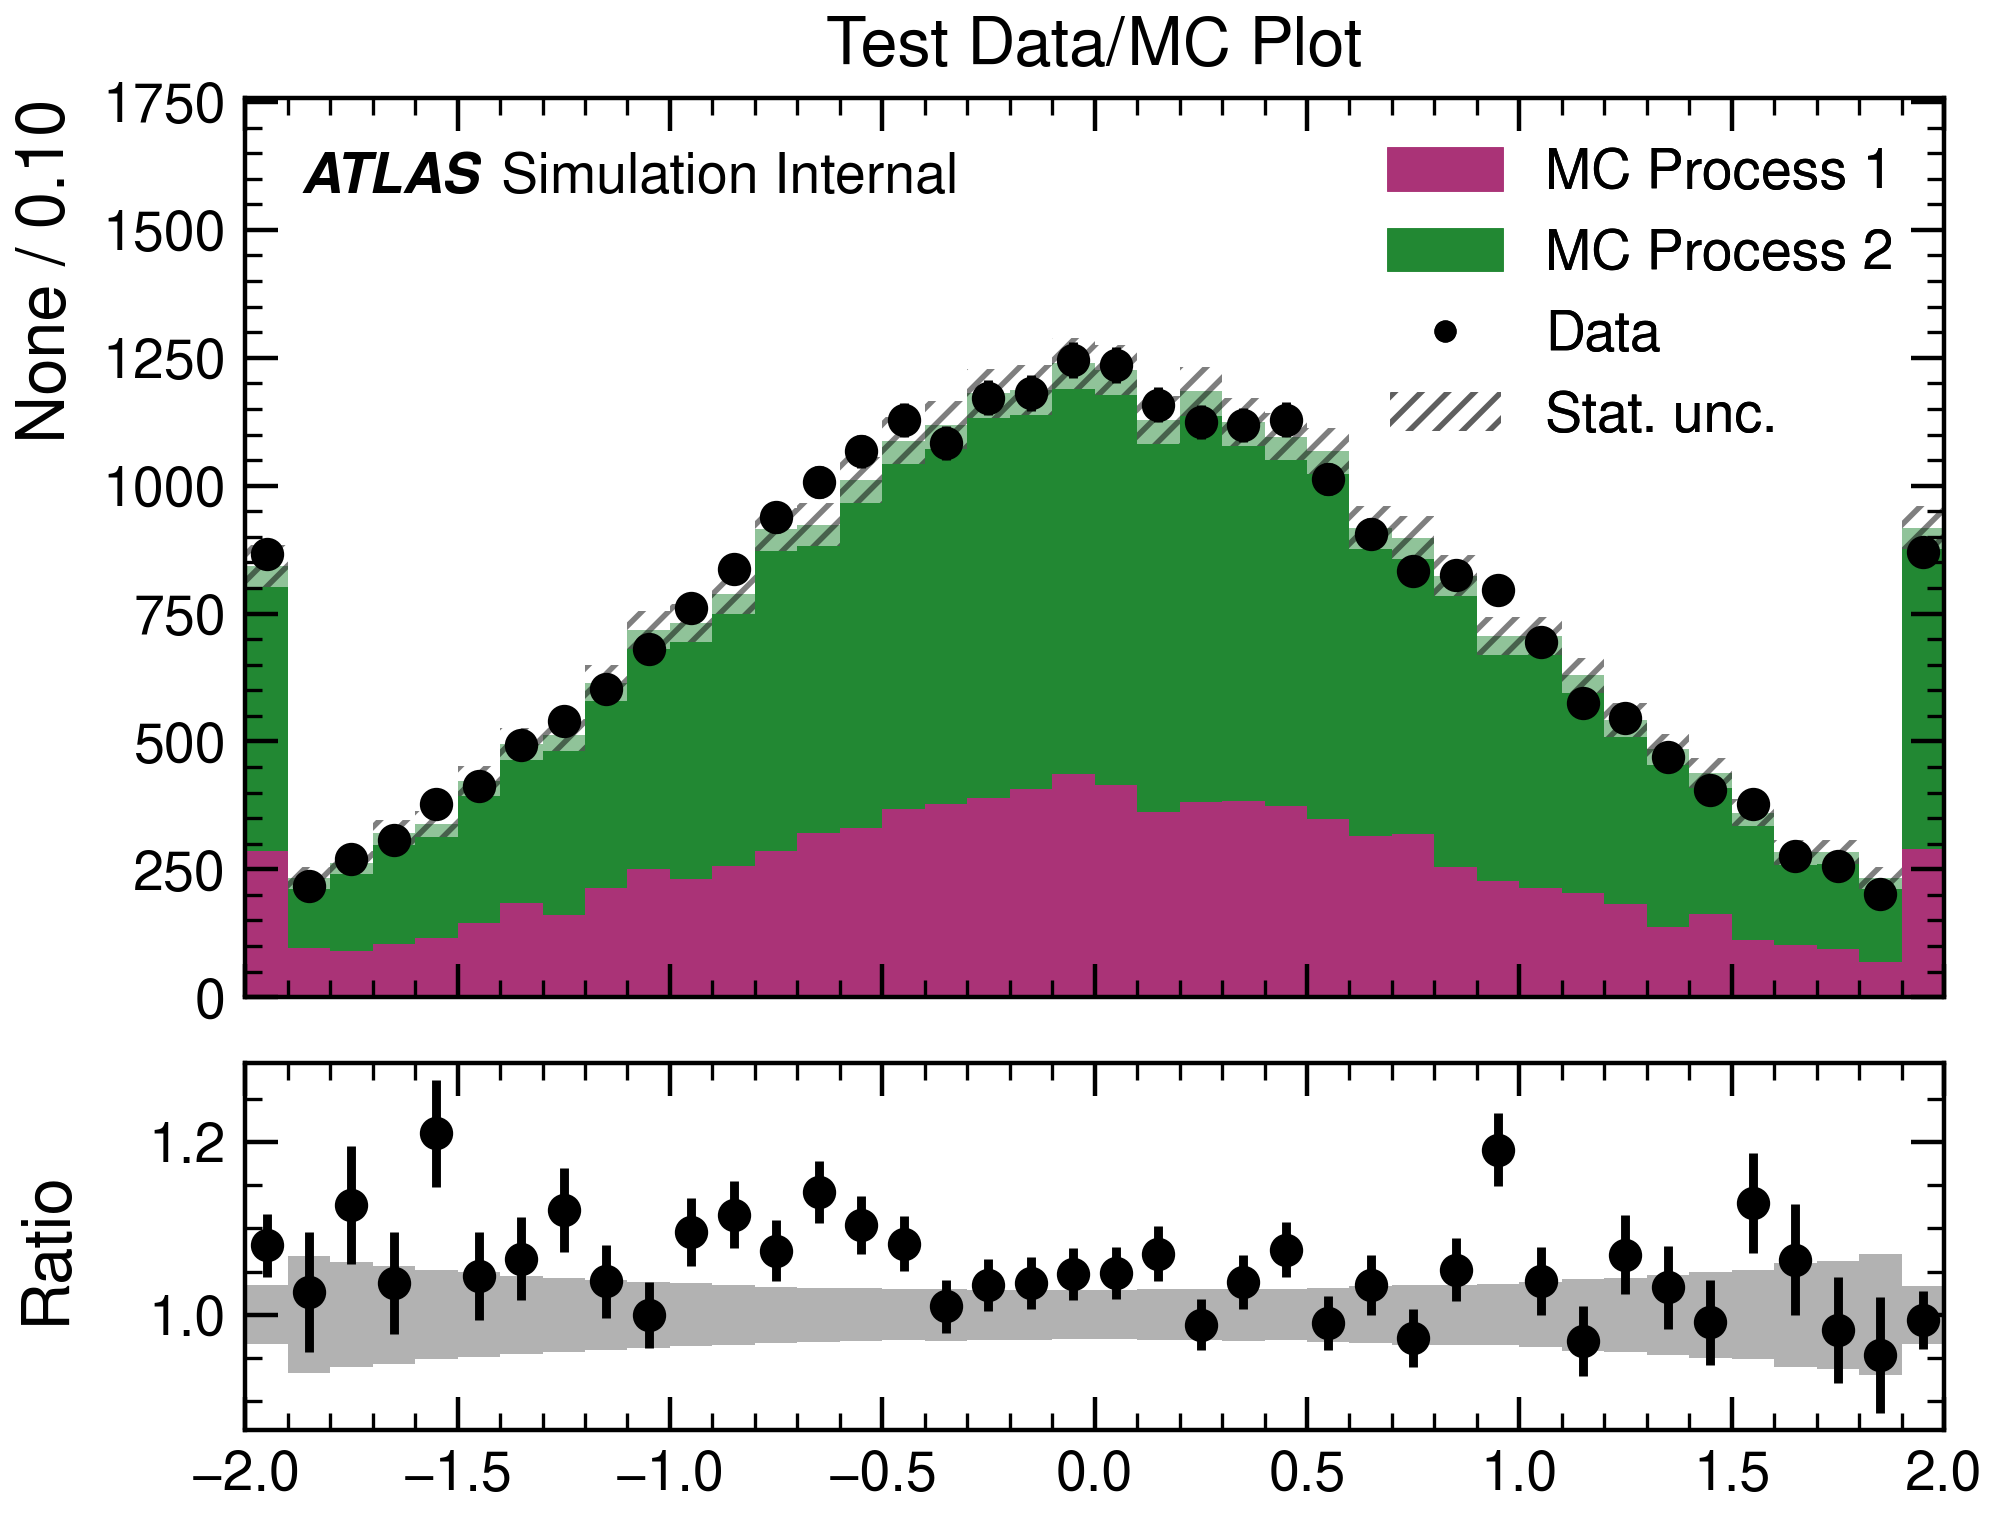 Test Data/MC Plot
None / 0.10
1750
1500
1250
1000
750
500
250
0
ATLAS Simulation Internal
MC Process 1
MC Process 2
Data
Stat. unc.
Ratio
1.2
1.0
−2.0 −1.5 −1.0 −0.5 0.0 0.5 1.0 1.5 2.0